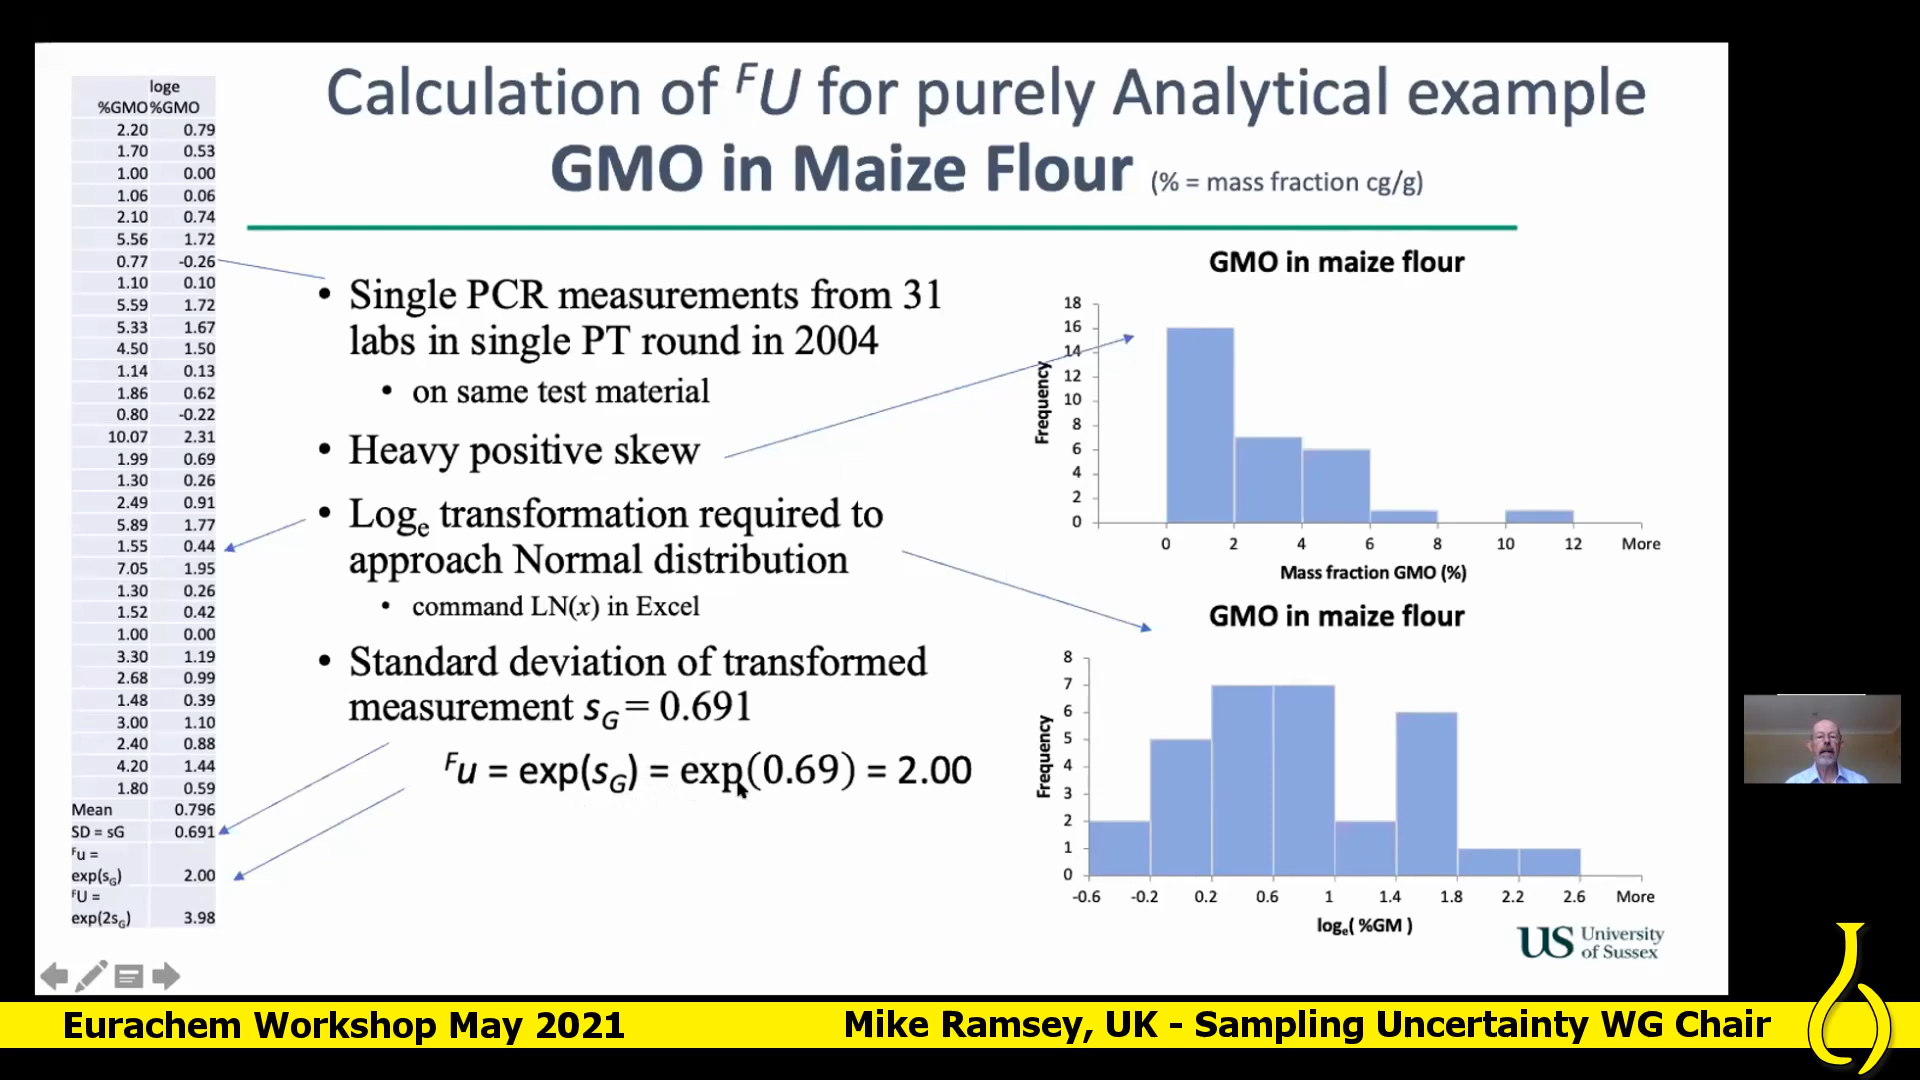 Calculation of ᶠU for purely Analytical example
GMO in Maize Flour (% = mass fraction cg/g)
loge
%GMO %GMO
2.20 0.79
1.70 0.53
1.00 0.00
1.06 0.06
2.10 0.74
5.56 1.72
0.77 -0.26
1.10 0.10
5.59 1.72
5.33 1.67
4.50 1.50
1.14 0.13
1.86 0.62
0.80 -0.22
10.07 2.31
1.99 0.69
1.30 0.26
2.49 0.91
5.89 1.77
1.55 0.44
7.05 1.95
1.30 0.26
1.52 0.42
1.00 0.00
3.30 1.19
2.68 0.99
1.48 0.39
3.00 1.10
2.40 0.88
4.20 1.44
1.80 0.59
Mean 0.796
SD = sG 0.691
ᶠu =
exp(sG) 2.00
ᶠU =
exp(2sG) 3.98
• Single PCR measurements from 31
labs in single PT round in 2004
• on same test material
• Heavy positive skew
• Logₑ transformation required to
approach Normal distribution
• command LN(x) in Excel
• Standard deviation of transformed
measurement sG = 0.691
ᶠu = exp(sG) = exp(0.69) = 2.00
GMO in maize flour
Frequency
18
16
14
12
10
8
6
4
2
0
0 2 4 6 8 10 12 More
Mass fraction GMO (%)
GMO in maize flour
Frequency
8
7
6
5
4
3
2
1
0
-0.6 -0.2 0.2 0.6 1 1.4 1.8 2.2 2.6 More
logₑ( %GM )
US University
of Sussex
Eurachem Workshop May 2021
Mike Ramsey, UK - Sampling Uncertainty WG Chair